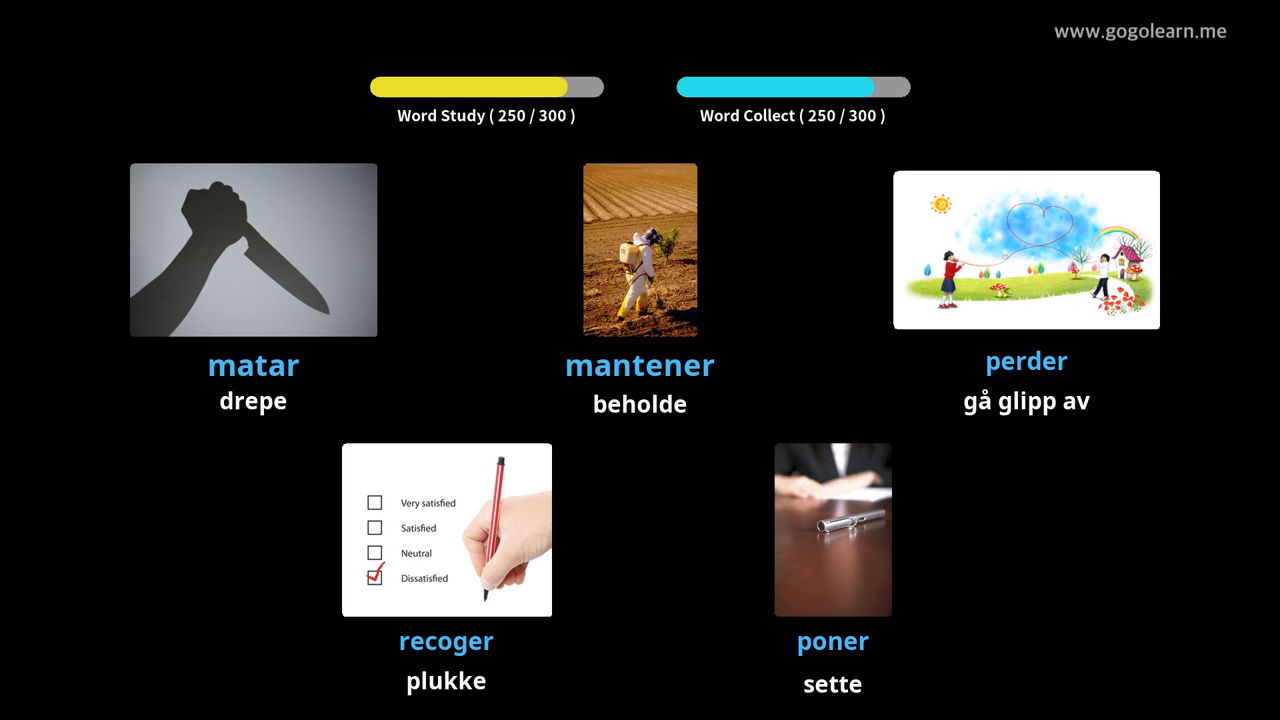 www.gogolearn.me
Word Study ( 250 / 300 )
Word Collect ( 250 / 300 )
matar
drepe
mantener
beholde
perder
gå glipp av
Very satisfied
Satisfied
Neutral
Dissatisfied
recoger
plukke
poner
sette